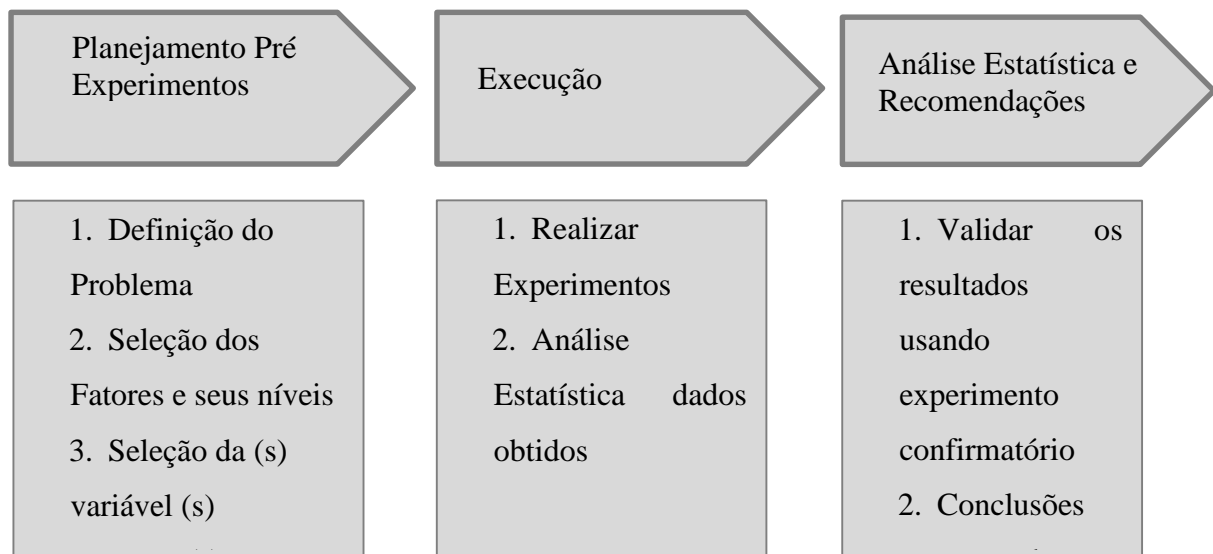 Planejamento Pré
Experimentos
Execução
Análise Estatística e
Recomendações
1. Definição do
Problema
2. Seleção dos
Fatores e seus níveis
3. Seleção da (s)
variável (s)
1. Realizar
Experimentos
2. Análise
Estatística dados
obtidos
1. Validar os
resultados
usando
experimento
confirmatório
2. Conclusões